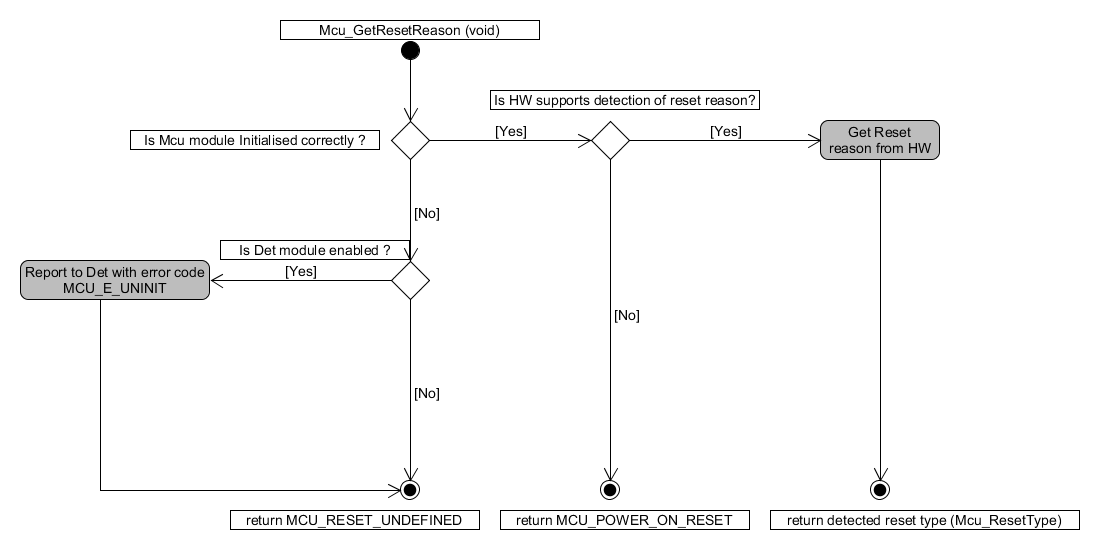 Mcu_GetResetReason (void)
Is HW supports detection of reset reason?
Is Mcu module Initialised correctly ?
[Yes]
[Yes]
Get Reset
reason from HW
[No]
Is Det module enabled ?
Report to Det with error code
MCU_E_UNINIT
[Yes]
[No]
[No]
return MCU_RESET_UNDEFINED
return MCU_POWER_ON_RESET
return detected reset type (Mcu_ResetType)